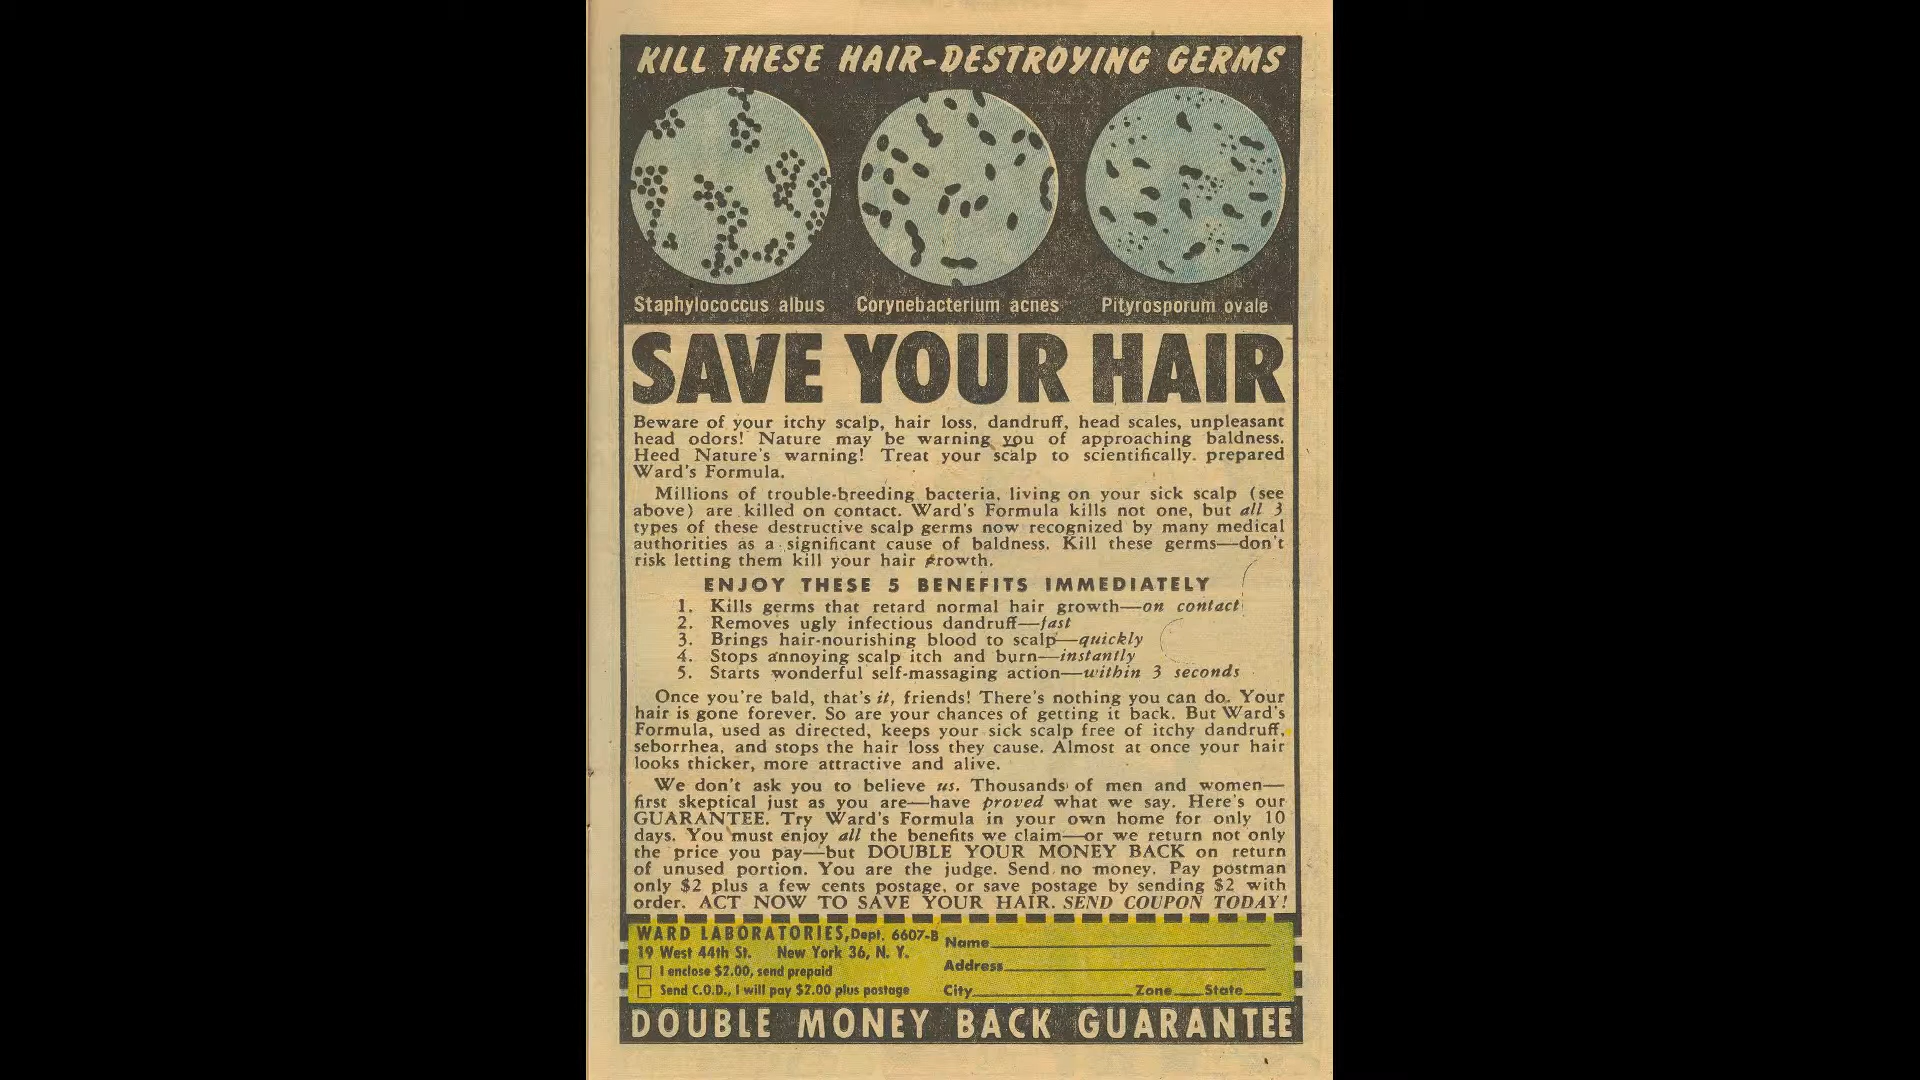 KILL THESE HAIR-DESTROYING GERMS
Staphylococcus albus Corynebacterium acnes Pityrosporum ovale
SAVE YOUR HAIR
Beware of your itchy scalp, hair loss, dandruff, head scales, unpleasant
head odors! Nature may be warning you of approaching baldness.
Heed Nature's warning! Treat your scalp to scientifically. prepared
Ward's Formula.
Millions of trouble-breeding bacteria, living on your sick scalp (see
above) are killed on contact. Ward's Formula kills not one, but all 3
types of these destructive scalp germs now recognized by many medical
authorities as a significant cause of baldness. Kill these germs—don't
risk letting them kill your hair growth.
ENJOY THESE 5 BENEFITS IMMEDIATELY
1. Kills germs that retard normal hair growth—on contact
2. Removes ugly infectious dandruff—fast
3. Brings hair-nourishing blood to scalp—quickly
4. Stops annoying scalp itch and burn—instantly
5. Starts wonderful self-massaging action—within 3 seconds
Once you're bald, that's it, friends! There's nothing you can do. Your
hair is gone forever. So are your chances of getting it back. But Ward's
Formula, used as directed, keeps your sick scalp free of itchy dandruff,
seborrhea, and stops the hair loss they cause. Almost at once your hair
looks thicker, more attractive and alive.
We don't ask you to believe us. Thousands of men and women—
first skeptical just as you are—have proved what we say. Here's our
GUARANTEE. Try Ward's Formula in your own home for only 10
days. You must enjoy all the benefits we claim—or we return not only
the price you pay—but DOUBLE YOUR MONEY BACK on return
of unused portion. You are the judge. Send no money. Pay postman
only $2 plus a few cents postage, or save postage by sending $2 with
order. ACT NOW TO SAVE YOUR HAIR. SEND COUPON TODAY!
WARD LABORATORIES, Dept. 6607-B
19 West 44th St. New York 36, N. Y.
I enclose $2.00, send prepaid
Send C.O.D., I will pay $2.00 plus postage
Name
Address
City Zone State
DOUBLE MONEY BACK GUARANTEE